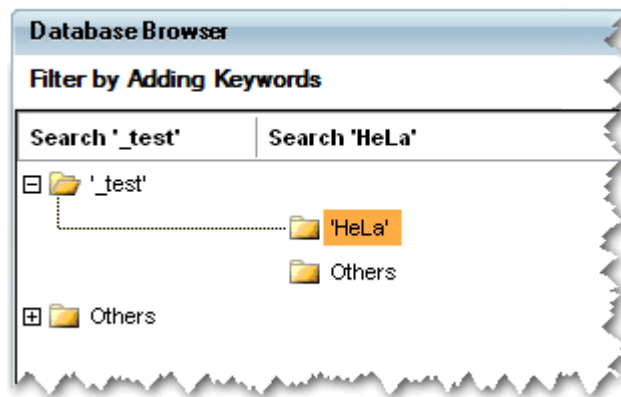 Database Browser
Filter by Adding Keywords
Search '_test' Search 'HeLa'
'_test'
'HeLa'
Others
Others